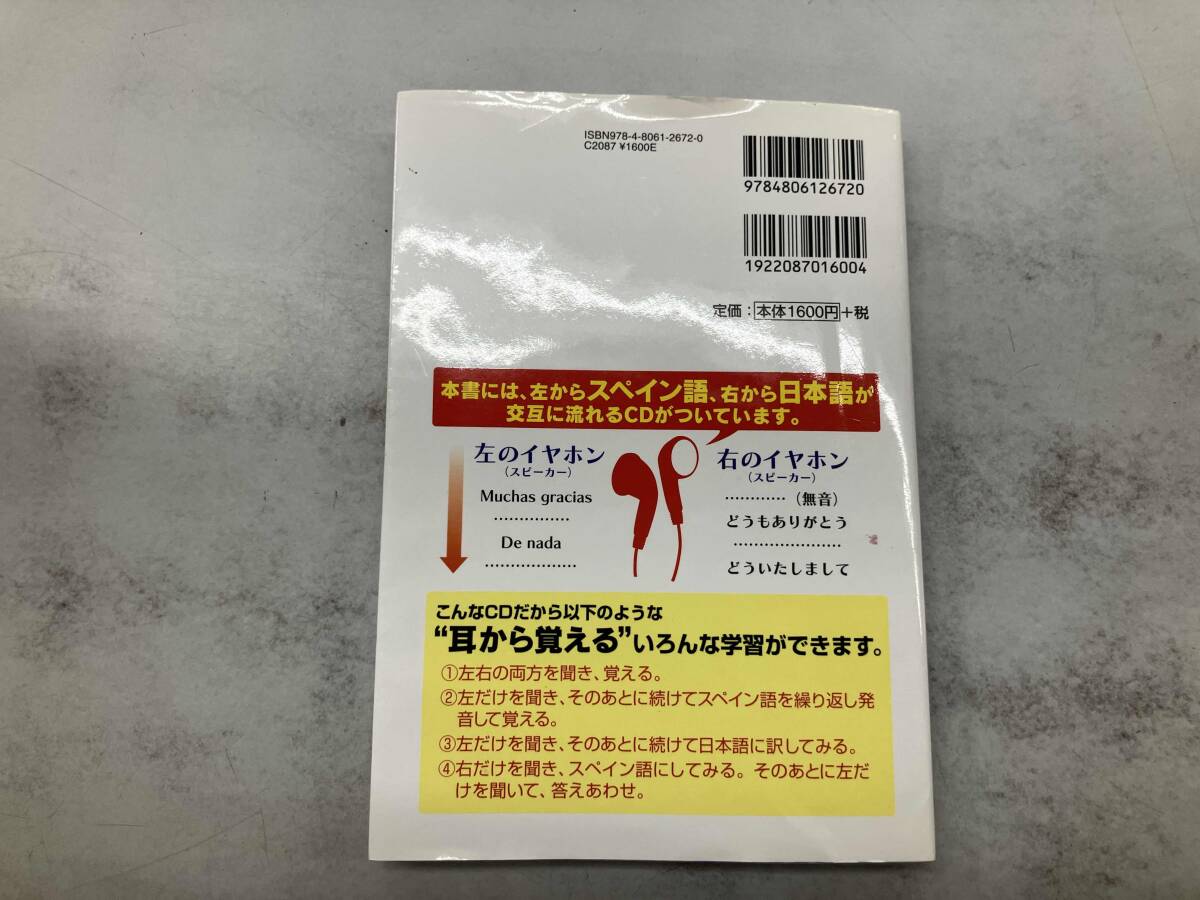 ISBN978-4-8061-2672-0
C2087 ¥1600E
9784806126720
1922087016004
定価：本体1600円+税
本書には、左からスペイン語、右から日本語が
交互に流れるCDがついています。
左のイヤホン
（スピーカー）
Muchas gracias
……………
De nada
………………
右のイヤホン
（スピーカー）
…………（無音）
どうもありがとう
…………………
どういたしまして
こんなCDだから以下のような
“耳から覚える”いろんな学習ができます。
①左右の両方を聞き、覚える。
②左だけを聞き、そのあとに続けてスペイン語を繰り返し発
音して覚える。
③左だけを聞き、そのあとに続けて日本語に訳してみる。
④右だけを聞き、スペイン語にしてみる。そのあとに左だ
けを聞いて、答えあわせ。